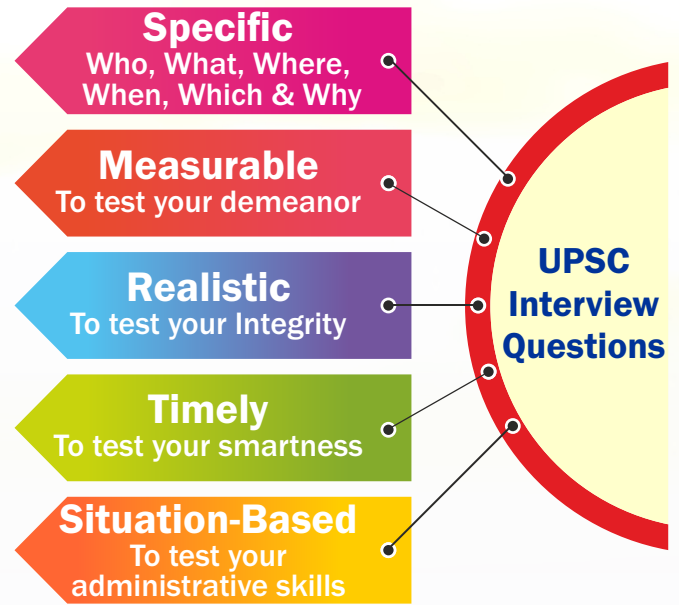 Specific
Who, What, Where,
When, Which & Why
Measurable
To test your demeanor
Realistic
To test your Integrity
Timely
To test your smartness
Situation-Based
To test your
administrative skills
UPSC
Interview
Questions